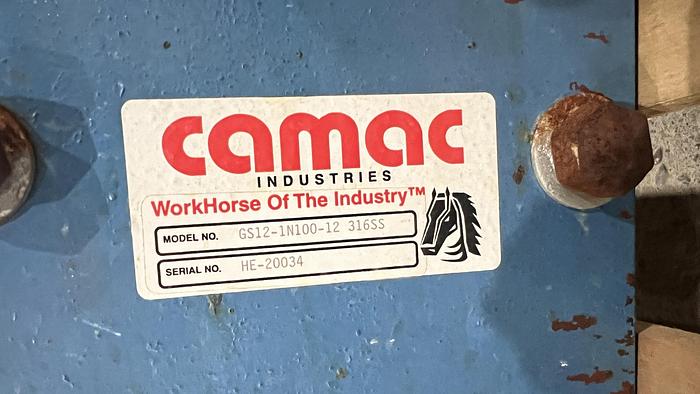 camac
INDUSTRIES
WorkHorse Of The Industry™
MODEL NO. GS12-1N100-12 316SS
SERIAL NO. HE-20034